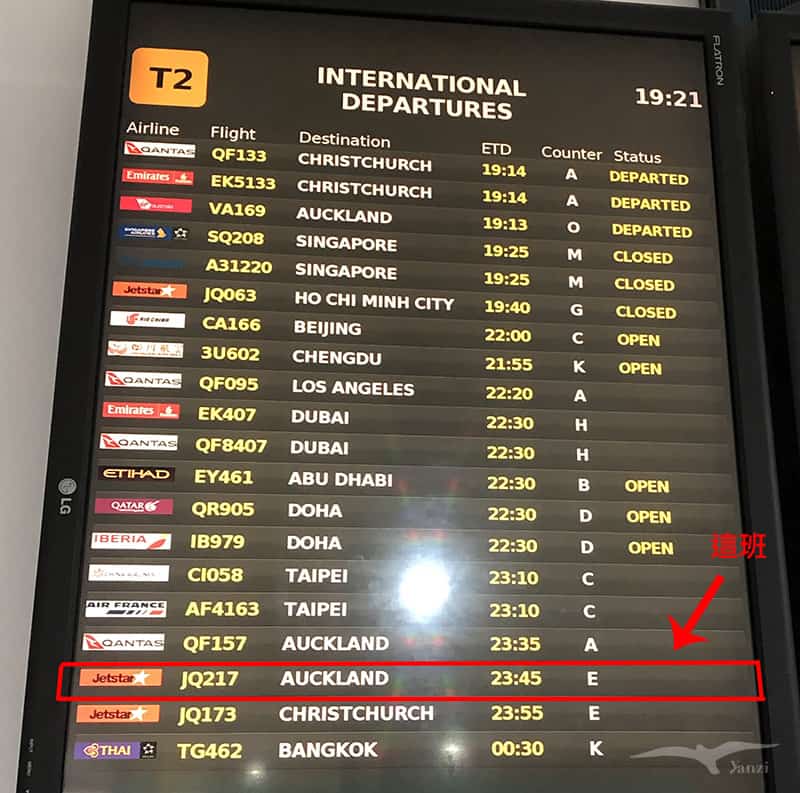 FLATRON
T2
INTERNATIONAL
DEPARTURES
19:21
Airline Flight Destination ETD Counter Status
QANTAS QF133 CHRISTCHURCH 19:14 A DEPARTED
Emirates EK5133 CHRISTCHURCH 19:14 A DEPARTED
VA169 AUCKLAND 19:13 O DEPARTED
SINGAPORE AIRLINES SQ208 SINGAPORE 19:25 M CLOSED
A31220 SINGAPORE 19:25 M CLOSED
Jetstar JQ063 HO CHI MINH CITY 19:40 G CLOSED
AIR CHINA CA166 BEIJING 22:00 C OPEN
3U602 CHENGDU 21:55 K OPEN
QANTAS QF095 LOS ANGELES 22:20 A
Emirates EK407 DUBAI 22:30 H
QANTAS QF8407 DUBAI 22:30 H
ETIHAD EY461 ABU DHABI 22:30 B OPEN
QATAR QR905 DOHA 22:30 D OPEN
IBERIA IB979 DOHA 22:30 D OPEN
這班
CI058 TAIPEI 23:10 C
AIR FRANCE AF4163 TAIPEI 23:10 C
QANTAS QF157 AUCKLAND 23:35 A
Jetstar JQ217 AUCKLAND 23:45 E
Jetstar JQ173 CHRISTCHURCH 23:55 E
THAI TG462 BANGKOK 00:30 K
LG
Yanzi